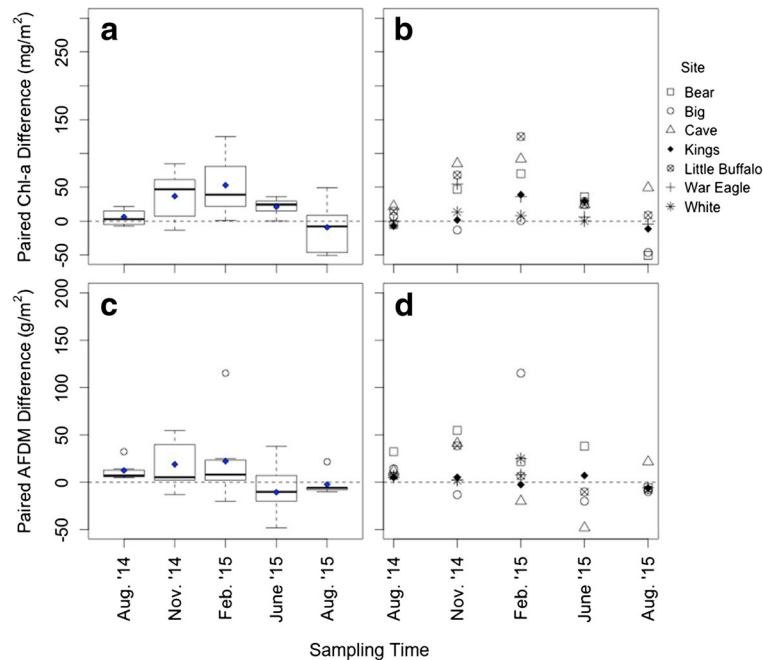 a
b
Paired Chl-a Difference (mg/m²)
250
150
50
0
-50
Site
Bear
Big
Cave
Kings
Little Buffalo
War Eagle
White
c
d
Paired AFDM Difference (g/m²)
200
150
100
50
0
-50
Aug. '14
Nov. '14
Feb. '15
June '15
Aug. '15
Aug. '14
Nov. '14
Feb. '15
June '15
Aug. '15
Sampling Time